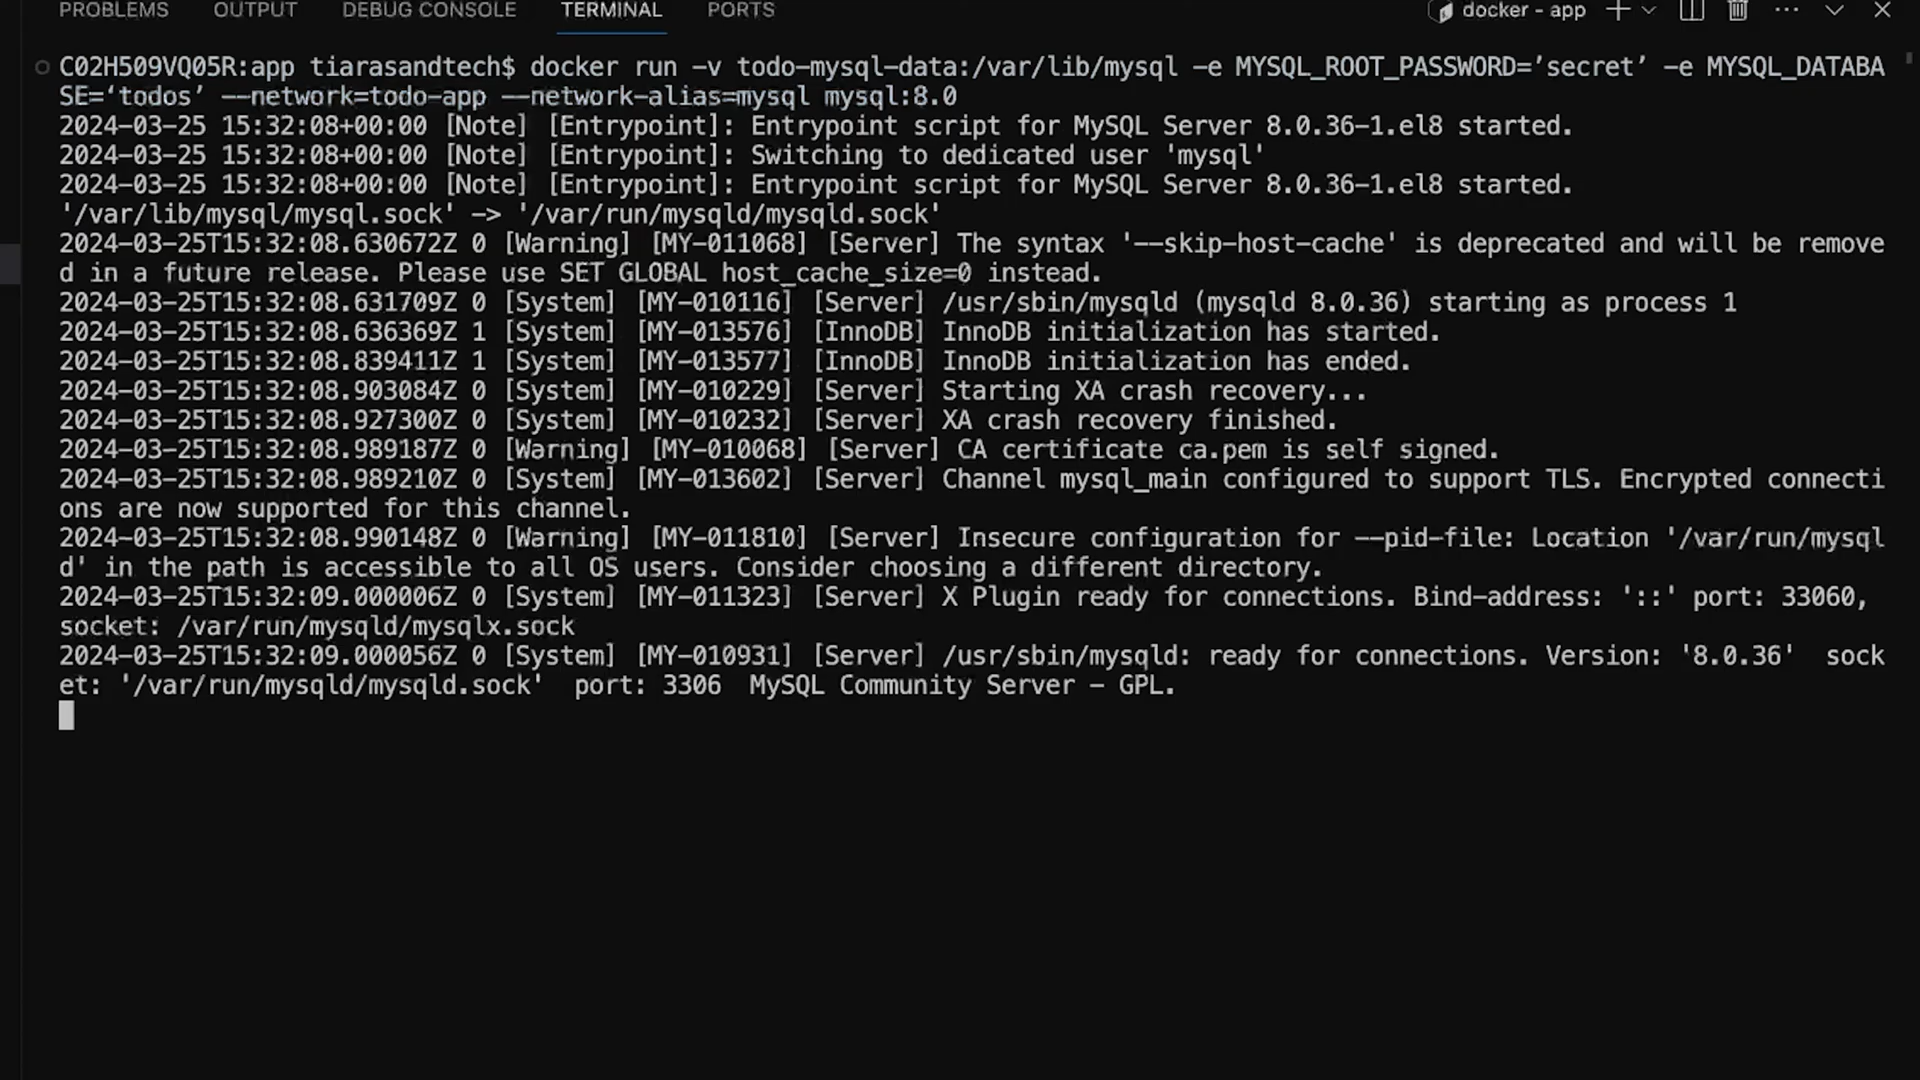 PROBLEMS OUTPUT DEBUG CONSOLE TERMINAL PORTS docker - app
C02H509VQ05R:app tiarasandtech$ docker run -v todo-mysql-data:/var/lib/mysql -e MYSQL_ROOT_PASSWORD=‘secret’ -e MYSQL_DATABA
SE=‘todos’ --network=todo-app --network-alias=mysql mysql:8.0
2024-03-25 15:32:08+00:00 [Note] [Entrypoint]: Entrypoint script for MySQL Server 8.0.36-1.el8 started.
2024-03-25 15:32:08+00:00 [Note] [Entrypoint]: Switching to dedicated user 'mysql'
2024-03-25 15:32:08+00:00 [Note] [Entrypoint]: Entrypoint script for MySQL Server 8.0.36-1.el8 started.
'/var/lib/mysql/mysql.sock' -> '/var/run/mysqld/mysqld.sock'
2024-03-25T15:32:08.630672Z 0 [Warning] [MY-011068] [Server] The syntax '--skip-host-cache' is deprecated and will be remove
d in a future release. Please use SET GLOBAL host_cache_size=0 instead.
2024-03-25T15:32:08.631709Z 0 [System] [MY-010116] [Server] /usr/sbin/mysqld (mysqld 8.0.36) starting as process 1
2024-03-25T15:32:08.636369Z 1 [System] [MY-013576] [InnoDB] InnoDB initialization has started.
2024-03-25T15:32:08.839411Z 1 [System] [MY-013577] [InnoDB] InnoDB initialization has ended.
2024-03-25T15:32:08.903084Z 0 [System] [MY-010229] [Server] Starting XA crash recovery...
2024-03-25T15:32:08.927300Z 0 [System] [MY-010232] [Server] XA crash recovery finished.
2024-03-25T15:32:08.989187Z 0 [Warning] [MY-010068] [Server] CA certificate ca.pem is self signed.
2024-03-25T15:32:08.989210Z 0 [System] [MY-013602] [Server] Channel mysql_main configured to support TLS. Encrypted connecti
ons are now supported for this channel.
2024-03-25T15:32:08.990148Z 0 [Warning] [MY-011810] [Server] Insecure configuration for --pid-file: Location '/var/run/mysql
d' in the path is accessible to all OS users. Consider choosing a different directory.
2024-03-25T15:32:09.000006Z 0 [System] [MY-011323] [Server] X Plugin ready for connections. Bind-address: '::' port: 33060,
socket: /var/run/mysqld/mysqlx.sock
2024-03-25T15:32:09.000056Z 0 [System] [MY-010931] [Server] /usr/sbin/mysqld: ready for connections. Version: '8.0.36'  sock
et: '/var/run/mysqld/mysqld.sock'  port: 3306  MySQL Community Server - GPL.